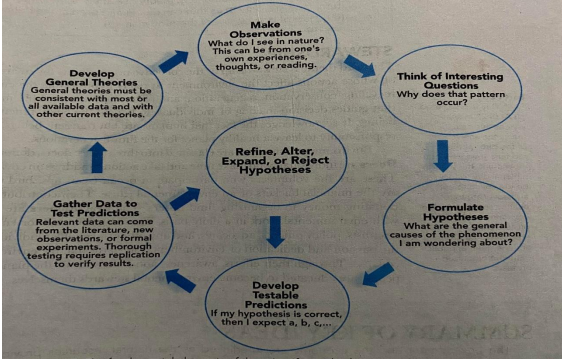 Make
Observations
What do I see in nature?
This can be from one's
own experiences,
thoughts, or reading.
Think of Interesting
Questions
Why does that pattern
occur?
Formulate
Hypotheses
What are the general
causes of the phenomenon
I am wondering about?
Develop
Testable
Predictions
If my hypothesis is correct,
then I expect a, b, c,...
Gather Data to
Test Predictions
Relevant data can come
from the literature, new
observations, or formal
experiments. Thorough
testing requires replication
to verify results.
Refine, Alter,
Expand, or Reject
Hypotheses
Develop
General Theories
General theories must be
consistent with most or
all available data and with
other current theories.